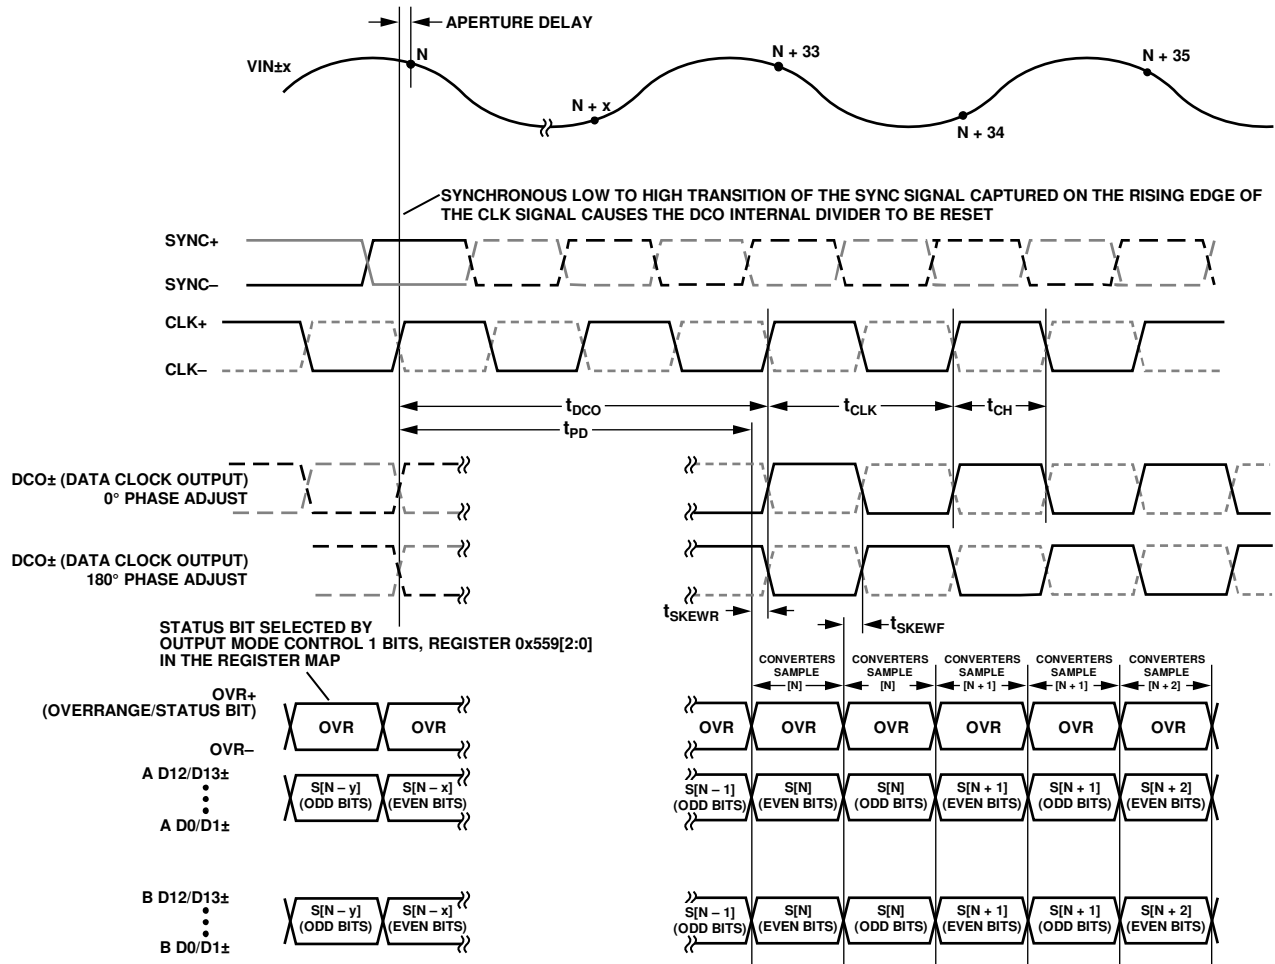 APERTURE DELAY
N
VIN±x
N + x
N + 33
N + 34
N + 35
SYNCHRONOUS LOW TO HIGH TRANSITION OF THE SYNC SIGNAL CAPTURED ON THE RISING EDGE OF
THE CLK SIGNAL CAUSES THE DCO INTERNAL DIVIDER TO BE RESET
SYNC+
SYNC–
CLK+
CLK–
tDCO
tCLK
tCH
tPD
DCO± (DATA CLOCK OUTPUT)
0° PHASE ADJUST
DCO± (DATA CLOCK OUTPUT)
180° PHASE ADJUST
tSKEWR
tSKEWF
STATUS BIT SELECTED BY
OUTPUT MODE CONTROL 1 BITS, REGISTER 0x559[2:0]
IN THE REGISTER MAP
CONVERTERS
SAMPLE
[N]
CONVERTERS
SAMPLE
[N]
CONVERTERS
SAMPLE
[N + 1]
CONVERTERS
SAMPLE
[N + 1]
CONVERTERS
SAMPLE
[N + 2]
OVR+
(OVERRANGE/STATUS BIT)
OVR–
OVR
OVR
OVR
OVR
OVR
OVR
OVR
OVR
A D12/D13±
A D0/D1±
S[N – y]
(ODD BITS)
S[N – x]
(EVEN BITS)
S[N – 1]
(ODD BITS)
S[N]
(EVEN BITS)
S[N]
(ODD BITS)
S[N + 1]
(EVEN BITS)
S[N + 1]
(ODD BITS)
S[N + 2]
(EVEN BITS)
B D12/D13±
B D0/D1±
S[N – y]
(ODD BITS)
S[N – x]
(EVEN BITS)
S[N – 1]
(ODD BITS)
S[N]
(EVEN BITS)
S[N]
(ODD BITS)
S[N + 1]
(EVEN BITS)
S[N + 1]
(ODD BITS)
S[N + 2]
(EVEN BITS)